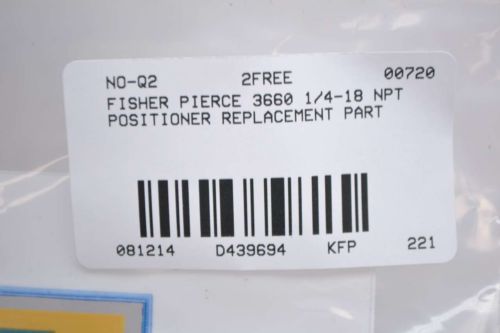 NO-Q2 2FREE 00720
FISHER PIERCE 3660 1/4-18 NPT
POSITIONER REPLACEMENT PART
081214 D439694 KFP 221